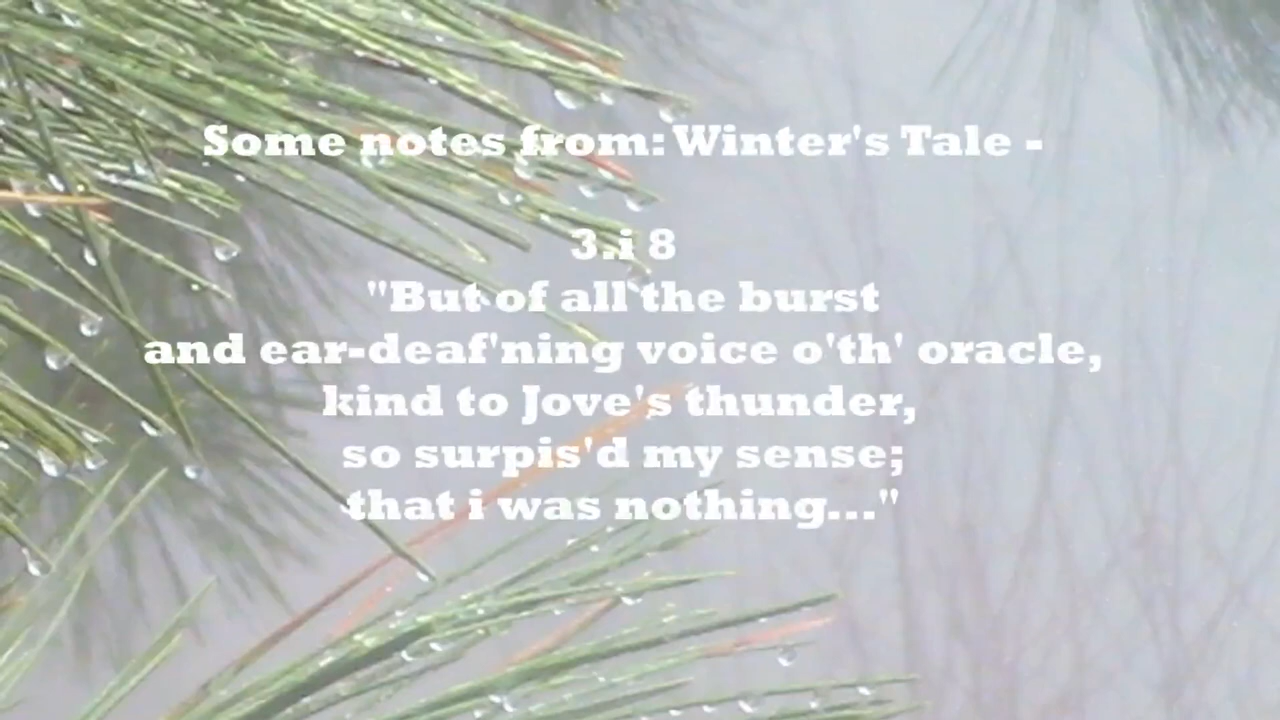 Some notes from: Winter's Tale -
3.i 8
"But of all the burst
and ear-deaf'ning voice o'th' oracle,
kind to Jove's thunder,
so surpis'd my sense;
that i was nothing..."